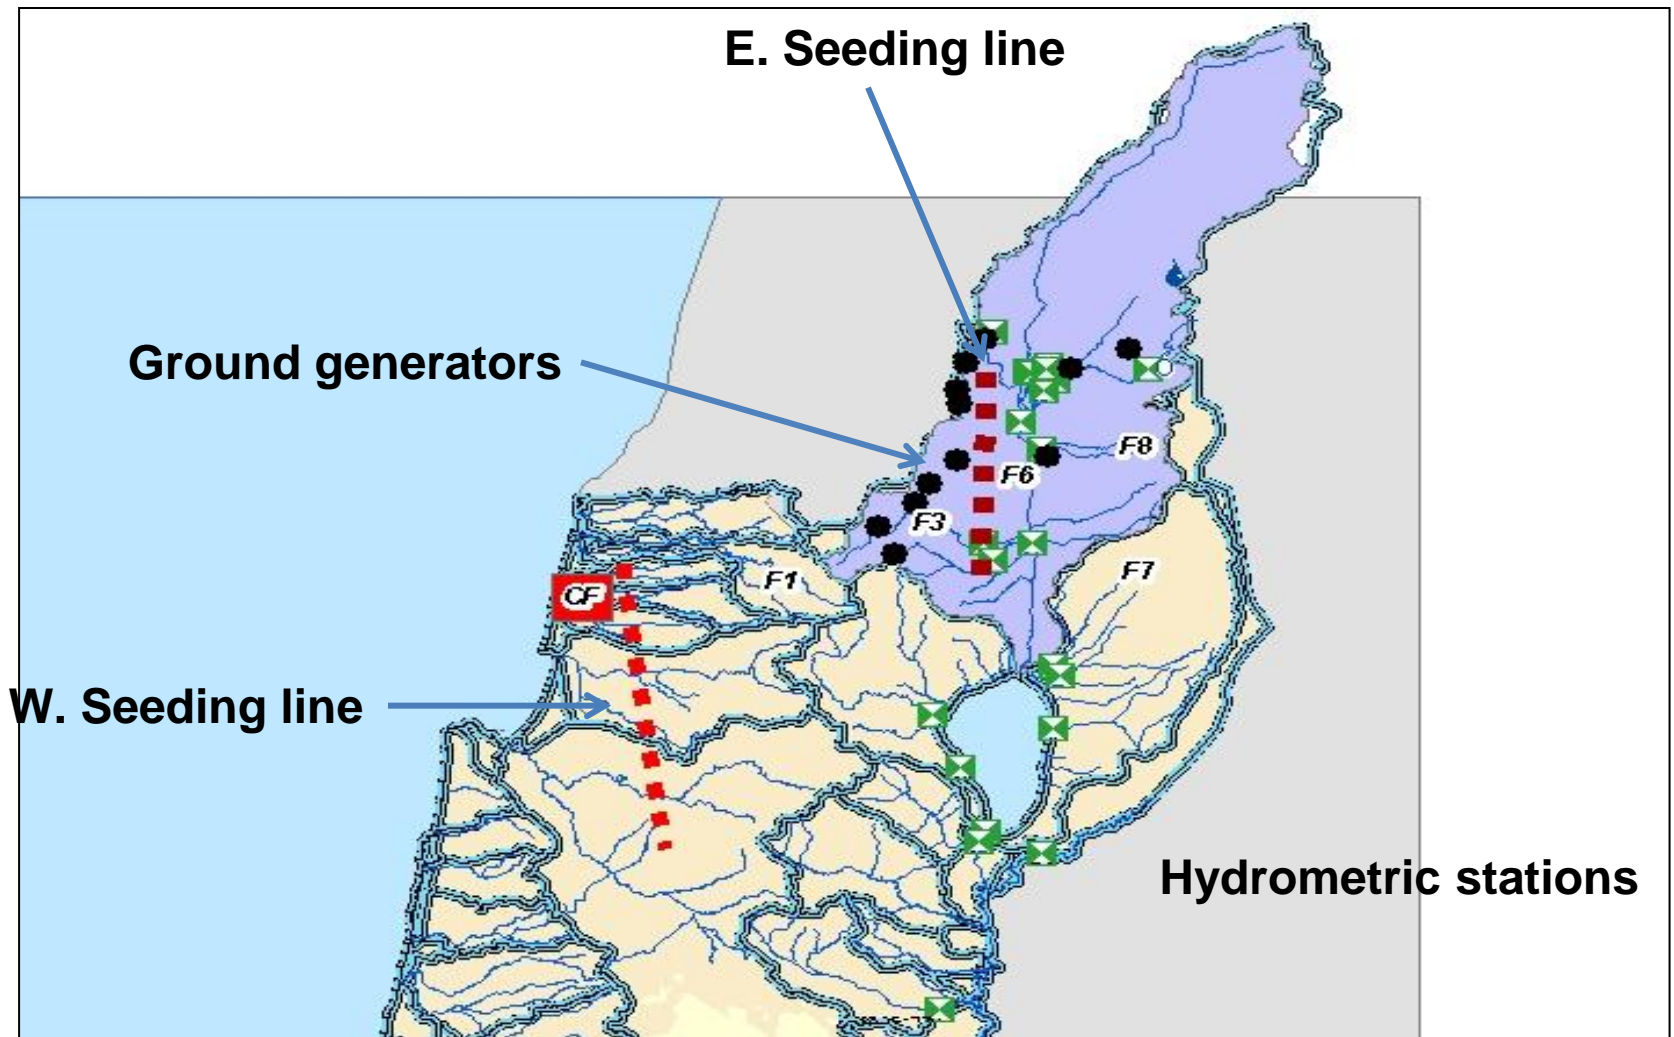 E. Seeding line
Ground generators
F8
F6
F3
F7
F1
CF
W. Seeding line
Hydrometric stations